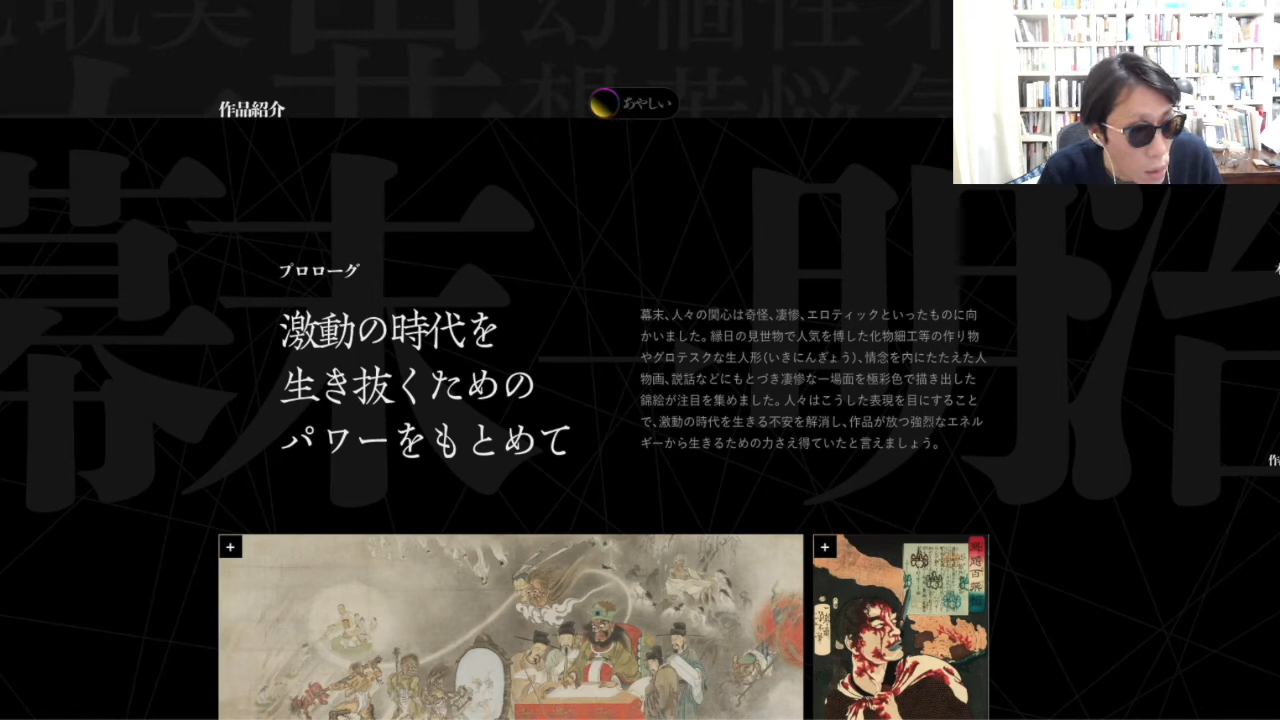 作品紹介
あやしい
幕末 明治
プロローグ
激動の時代を
生き抜くための
パワーをもとめて
幕末、人々の関心は奇怪、凄惨、エロティックといったものに向
かいました。縁日の見世物で人気を博した化物細工等の作り物
やグロテスクな生人形(いきにんぎょう)、情念を内にたたえた人
物画、説話などにもとづき凄惨な一場面を極彩色で描き出した
錦絵が注目を集めました。人々はこうした表現を目にすること
で、激動の時代を生きる不安を解消し、作品が放つ強烈なエネル
ギーから生きるための力さえ得ていたと言えましょう。